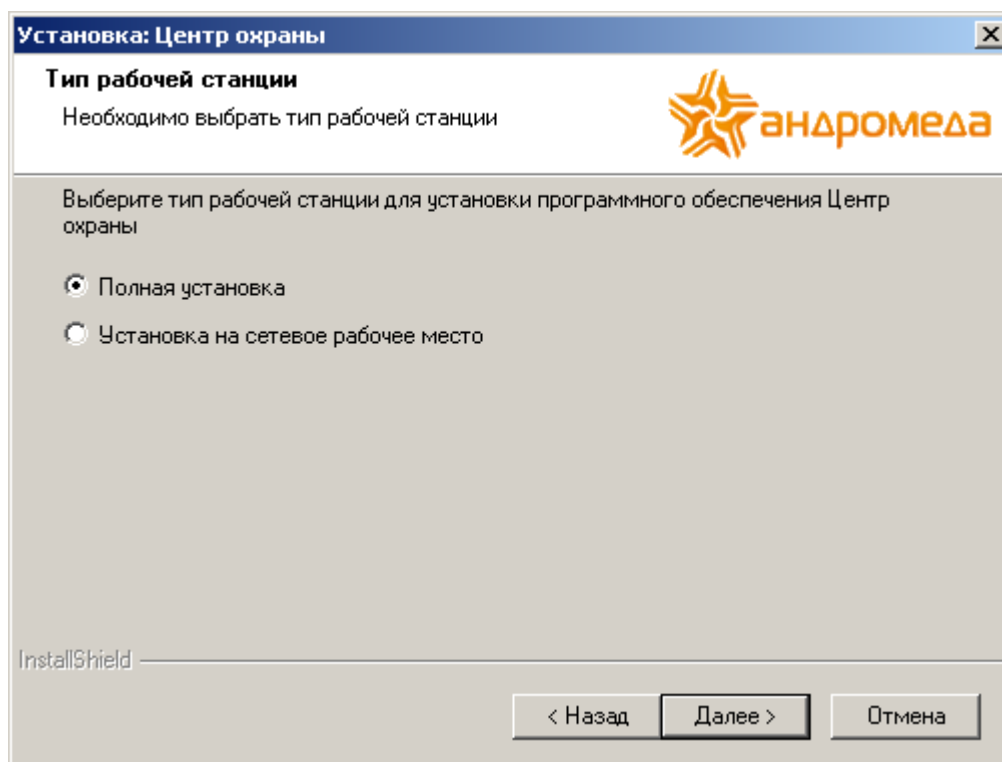 Установка: Центр охраны
Тип рабочей станции
Необходимо выбрать тип рабочей станции
андромеда
Выберите тип рабочей станции для установки программного обеспечения Центр
охраны
Полная установка
Установка на сетевое рабочее место
InstallShield
< Назад
Далее >
Отмена